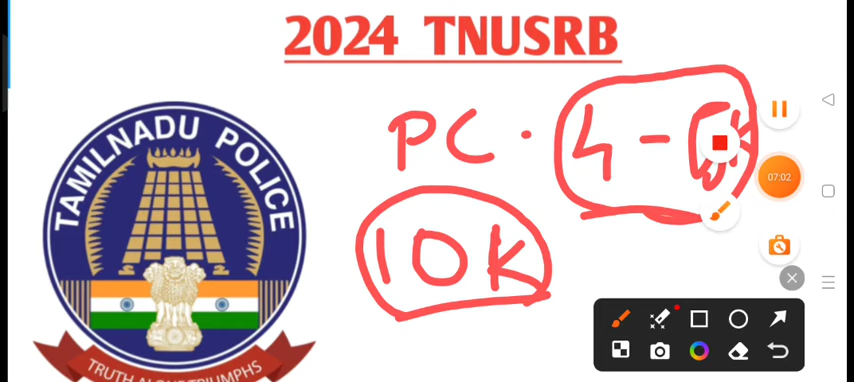 2024 TNUSRB
TAMILNADU POLICE
PC. 4-
10K
07:02
TRUTH ALONE TRIUMPHS